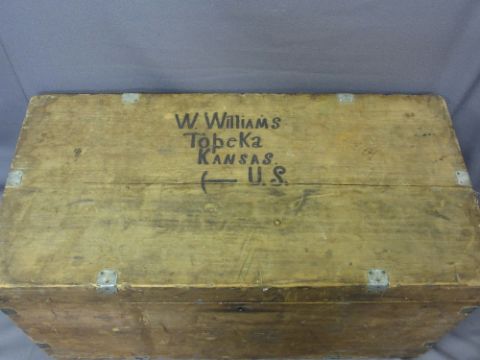 W. Williams
Topeka
Kansas.
U.S.